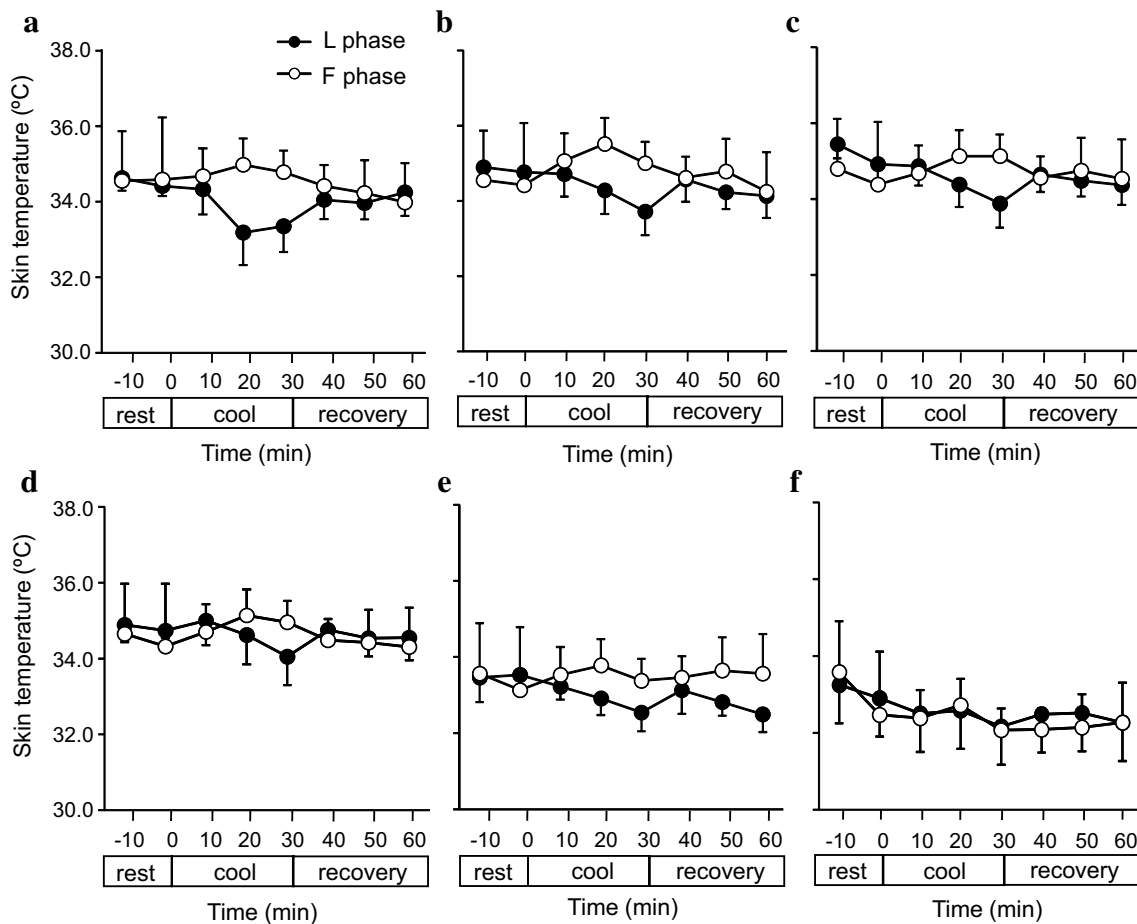 a
b
c
L phase
F phase
Skin temperature (ºC)
38.0
36.0
34.0
32.0
30.0
-10 0 10 20 30 40 50 60
-10 0 10 20 30 40 50 60
-10 0 10 20 30 40 50 60
rest cool recovery
rest cool recovery
rest cool recovery
Time (min)
Time (min)
Time (min)
d
e
f
Skin temperature (ºC)
38.0
36.0
34.0
32.0
30.0
-10 0 10 20 30 40 50 60
-10 0 10 20 30 40 50 60
-10 0 10 20 30 40 50 60
rest cool recovery
rest cool recovery
rest cool recovery
Time (min)
Time (min)
Time (min)